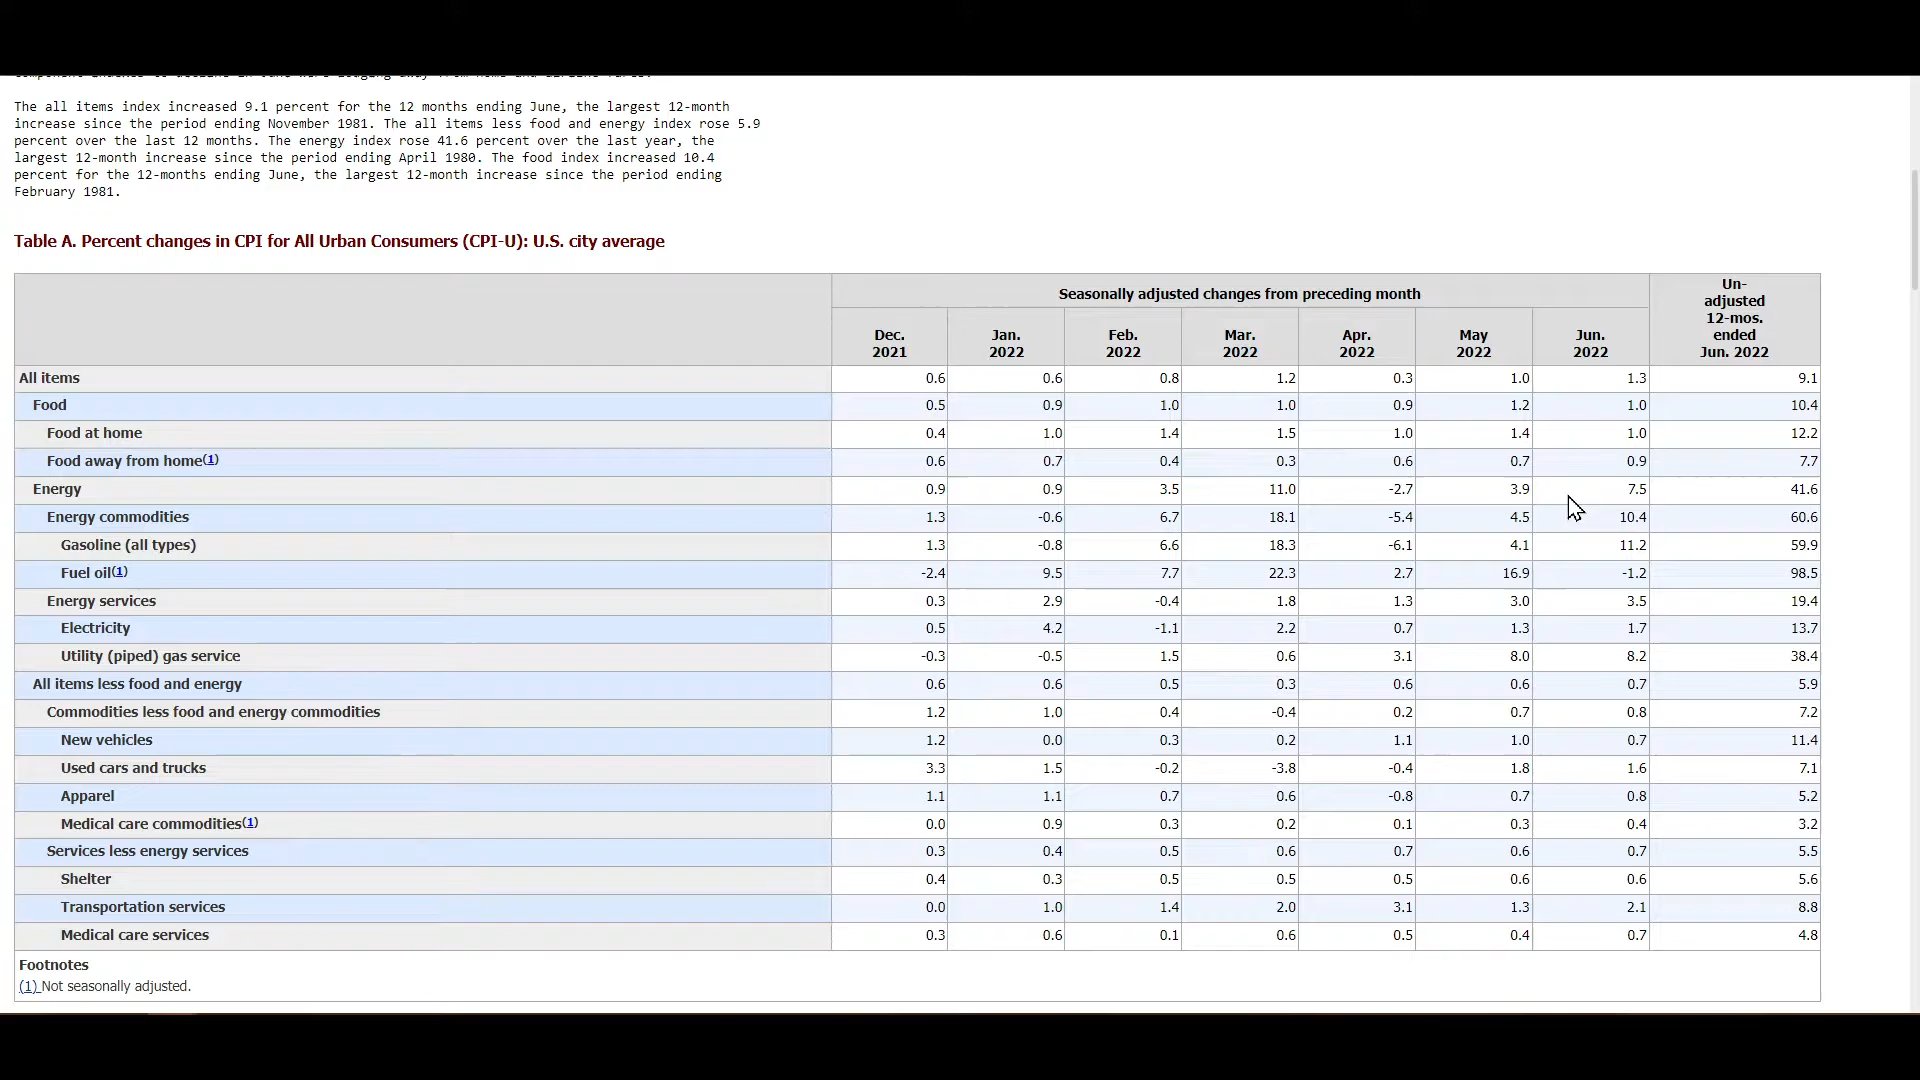 The all items index increased 9.1 percent for the 12 months ending June, the largest 12-month
increase since the period ending November 1981. The all items less food and energy index rose 5.9
percent over the last 12 months. The energy index rose 41.6 percent over the last year, the
largest 12-month increase since the period ending April 1980. The food index increased 10.4
percent for the 12-months ending June, the largest 12-month increase since the period ending
February 1981.
Table A. Percent changes in CPI for All Urban Consumers (CPI-U): U.S. city average
Seasonally adjusted changes from preceding month
Un-
adjusted
12-mos.
ended
Jun. 2022
Dec. 2021 Jan. 2022 Feb. 2022 Mar. 2022 Apr. 2022 May 2022 Jun. 2022
All items 0.6 0.6 0.8 1.2 0.3 1.0 1.3 9.1
Food 0.5 0.9 1.0 1.0 0.9 1.2 1.0 10.4
Food at home 0.4 1.0 1.4 1.5 1.0 1.4 1.0 12.2
Food away from home(1) 0.6 0.7 0.4 0.3 0.6 0.7 0.9 7.7
Energy 0.9 0.9 3.5 11.0 -2.7 3.9 7.5 41.6
Energy commodities 1.3 -0.6 6.7 18.1 -5.4 4.5 10.4 60.6
Gasoline (all types) 1.3 -0.8 6.6 18.3 -6.1 4.1 11.2 59.9
Fuel oil(1) -2.4 9.5 7.7 22.3 2.7 16.9 -1.2 98.5
Energy services 0.3 2.9 -0.4 1.8 1.3 3.0 3.5 19.4
Electricity 0.5 4.2 -1.1 2.2 0.7 1.3 1.7 13.7
Utility (piped) gas service -0.3 -0.5 1.5 0.6 3.1 8.0 8.2 38.4
All items less food and energy 0.6 0.6 0.5 0.3 0.6 0.6 0.7 5.9
Commodities less food and energy commodities 1.2 1.0 0.4 -0.4 0.2 0.7 0.8 7.2
New vehicles 1.2 0.0 0.3 0.2 1.1 1.0 0.7 11.4
Used cars and trucks 3.3 1.5 -0.2 -3.8 -0.4 1.8 1.6 7.1
Apparel 1.1 1.1 0.7 0.6 -0.8 0.7 0.8 5.2
Medical care commodities(1) 0.0 0.9 0.3 0.2 0.1 0.3 0.4 3.2
Services less energy services 0.3 0.4 0.5 0.6 0.7 0.6 0.7 5.5
Shelter 0.4 0.3 0.5 0.5 0.5 0.6 0.6 5.6
Transportation services 0.0 1.0 1.4 2.0 3.1 1.3 2.1 8.8
Medical care services 0.3 0.6 0.1 0.6 0.5 0.4 0.7 4.8
Footnotes
(1) Not seasonally adjusted.